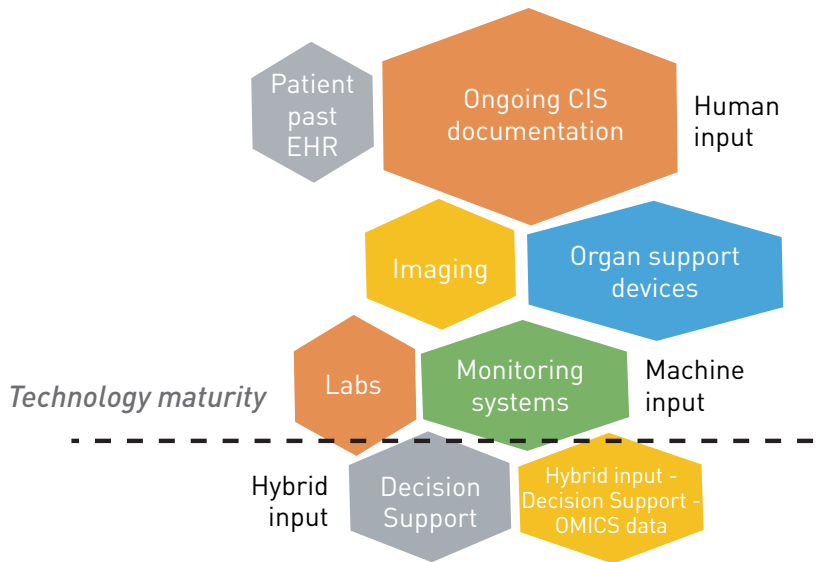 Patient
past
EHR
Ongoing CIS
documentation
Human
input
Imaging
Organ support
devices
Technology maturity
Labs
Monitoring
systems
Machine
input
Hybrid
input
Decision
Support
Hybrid input -
Decision Support -
OMICS data